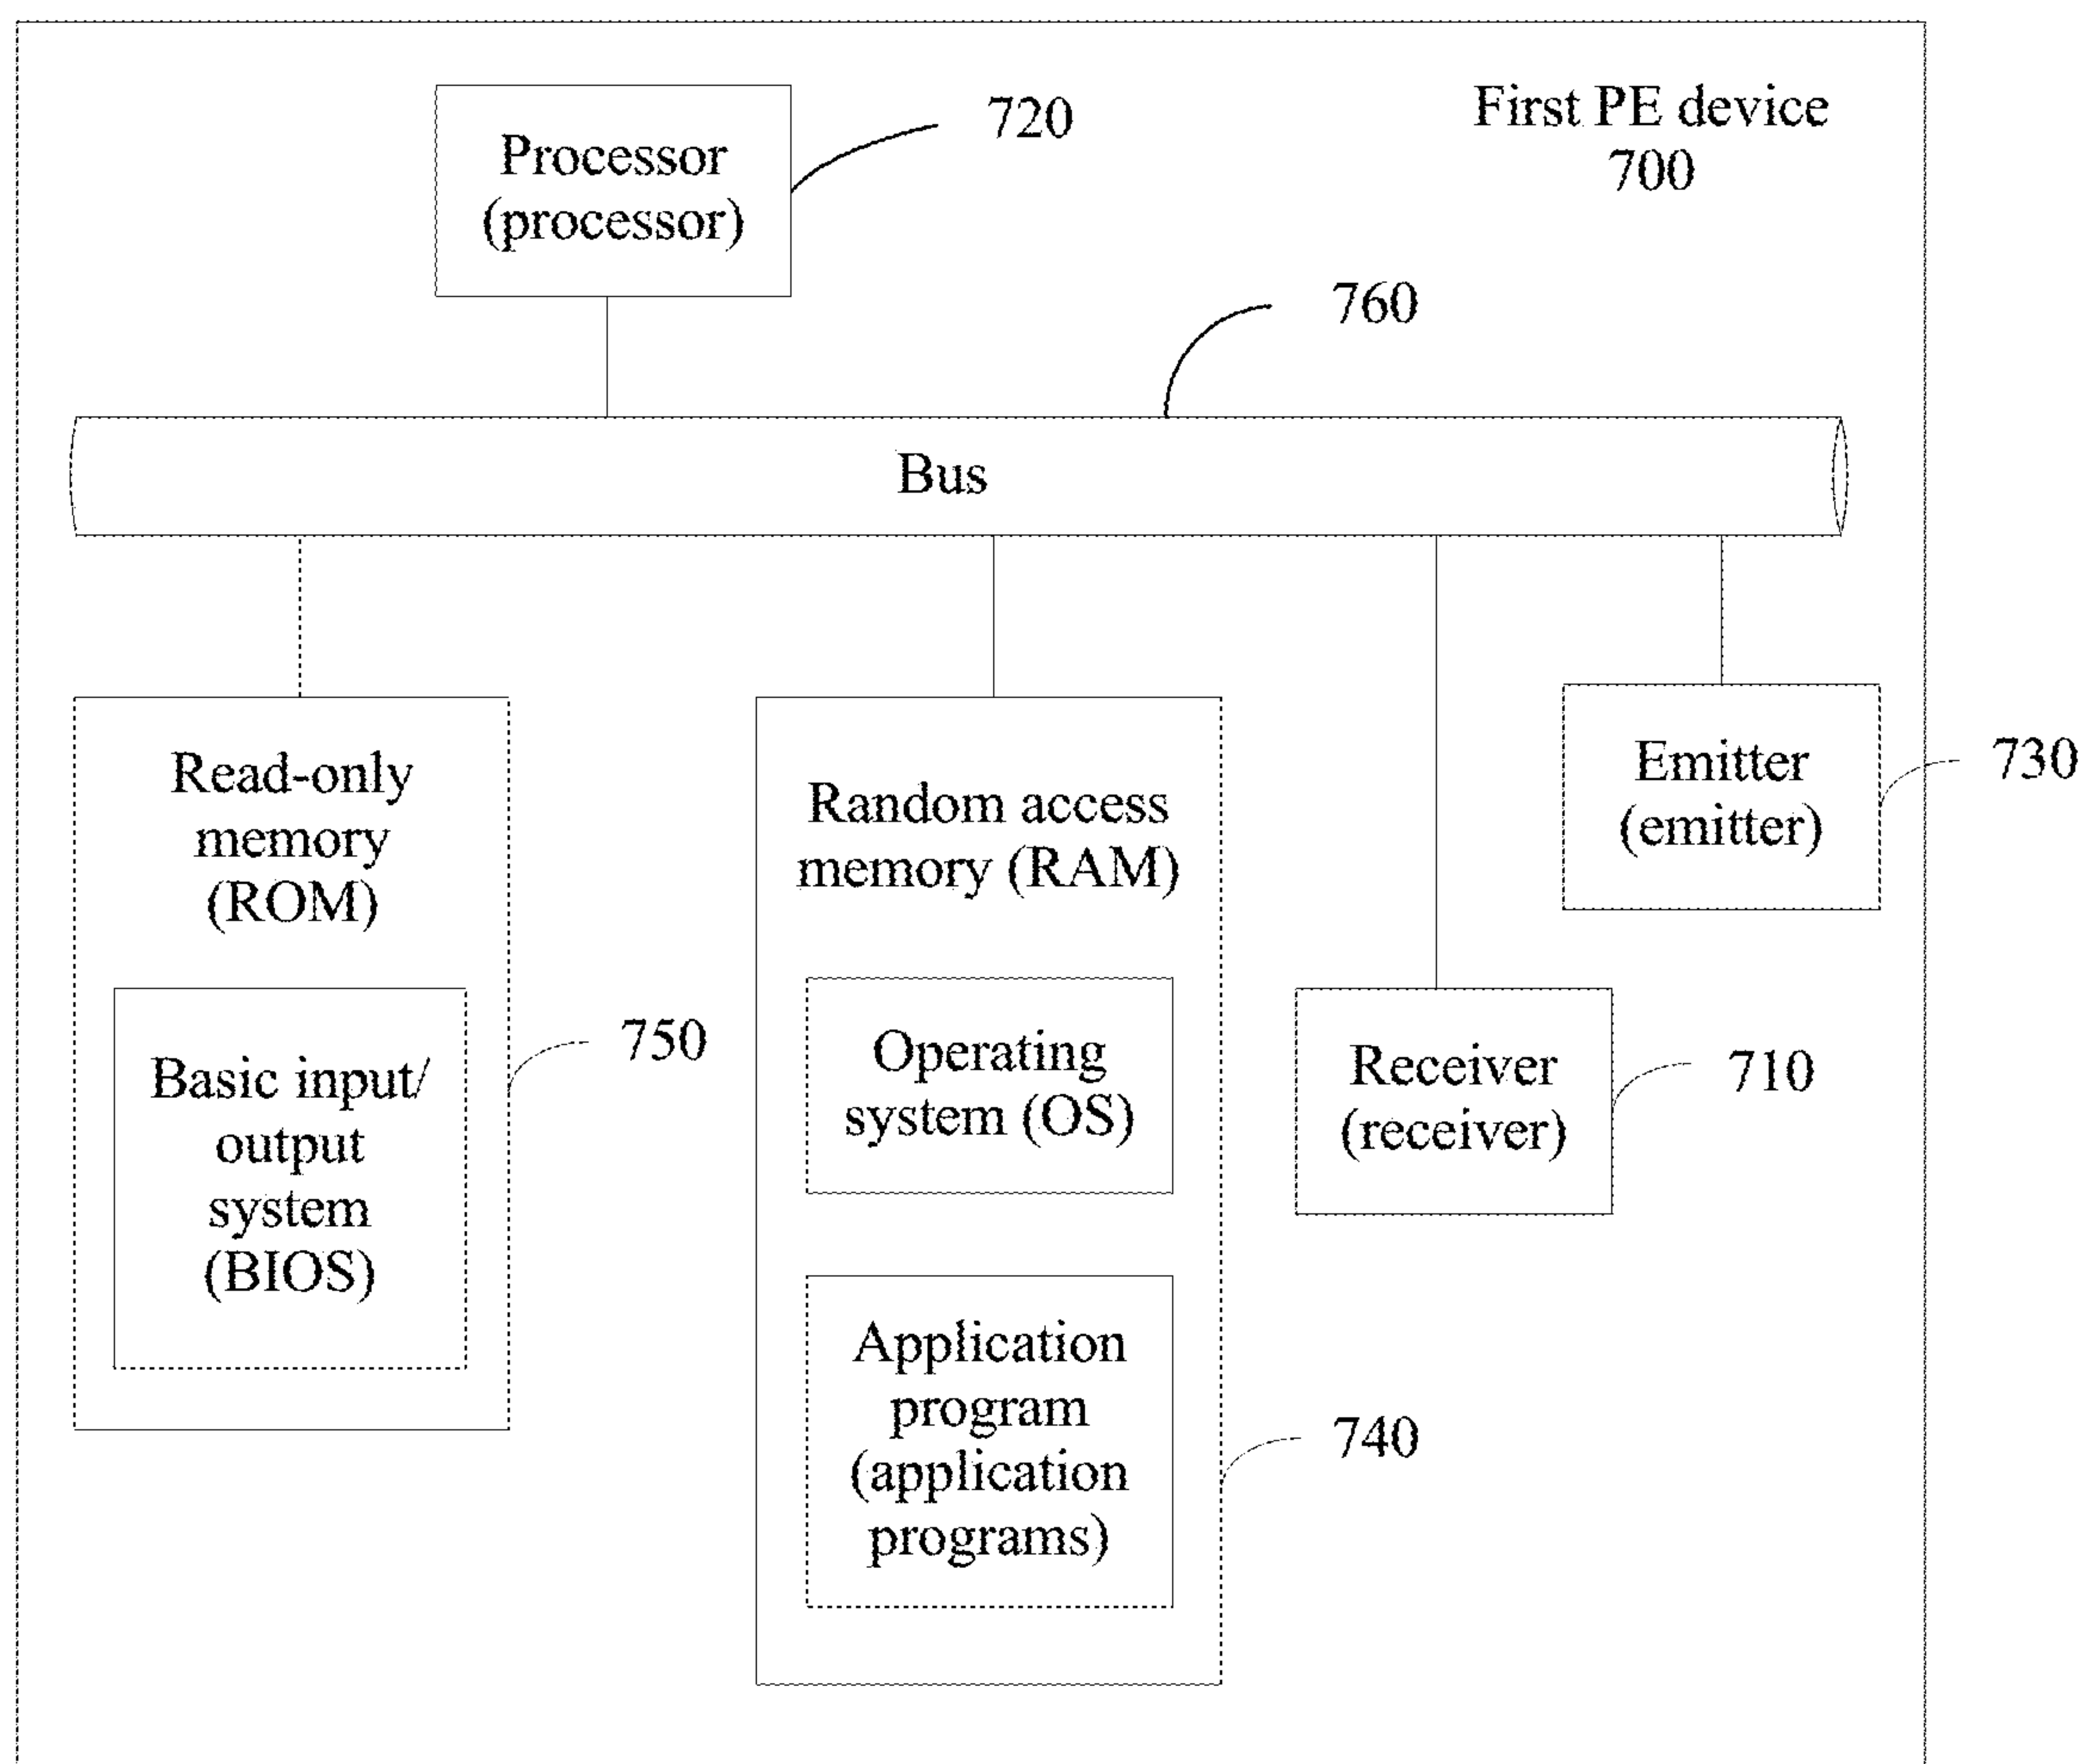 First PE device
700
Processor
(processor)
720
760
Bus
Read-only
memory
(ROM)
Basic input/
output
system
(BIOS)
750
Random access
memory (RAM)
Operating
system (OS)
Application
program
(application
programs)
740
Receiver
(receiver)
710
Emitter
(emitter)
730